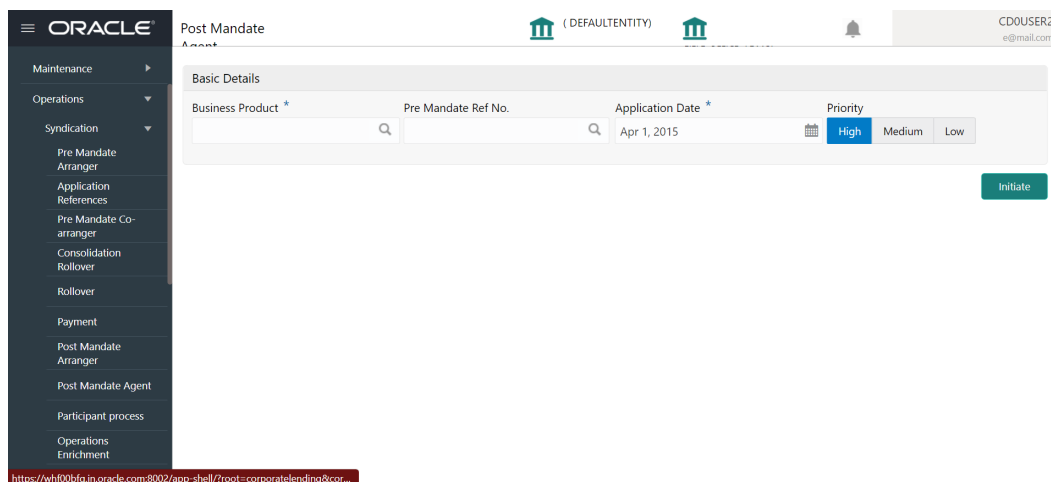 ORACLE
Post Mandate
Agent
( DEFAULTENTITY)
CD0USER2
e@mail.com
Maintenance
Operations
Syndication
Pre Mandate
Arranger
Application
References
Pre Mandate Co-
arranger
Consolidation
Rollover
Rollover
Payment
Post Mandate
Arranger
Post Mandate Agent
Participant process
Operations
Enrichment
Basic Details
Business Product *
Pre Mandate Ref No.
Application Date *
Priority
Apr 1, 2015
High Medium Low
Initiate
https://whf00bfg.in.oracle.com:8002/app-shell/?root=corporatelending&cor...